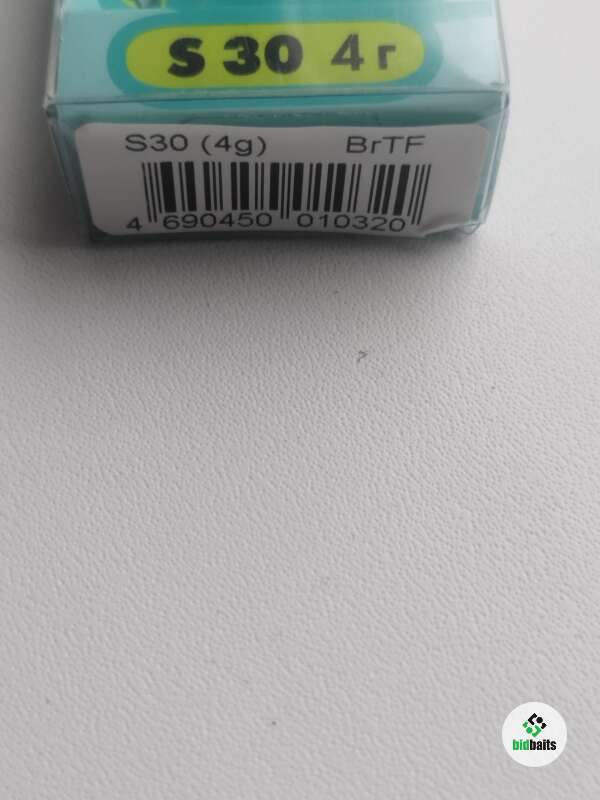 S 30 4 г
S30 (4g) BrTF
4 690450 010320
bidbaits